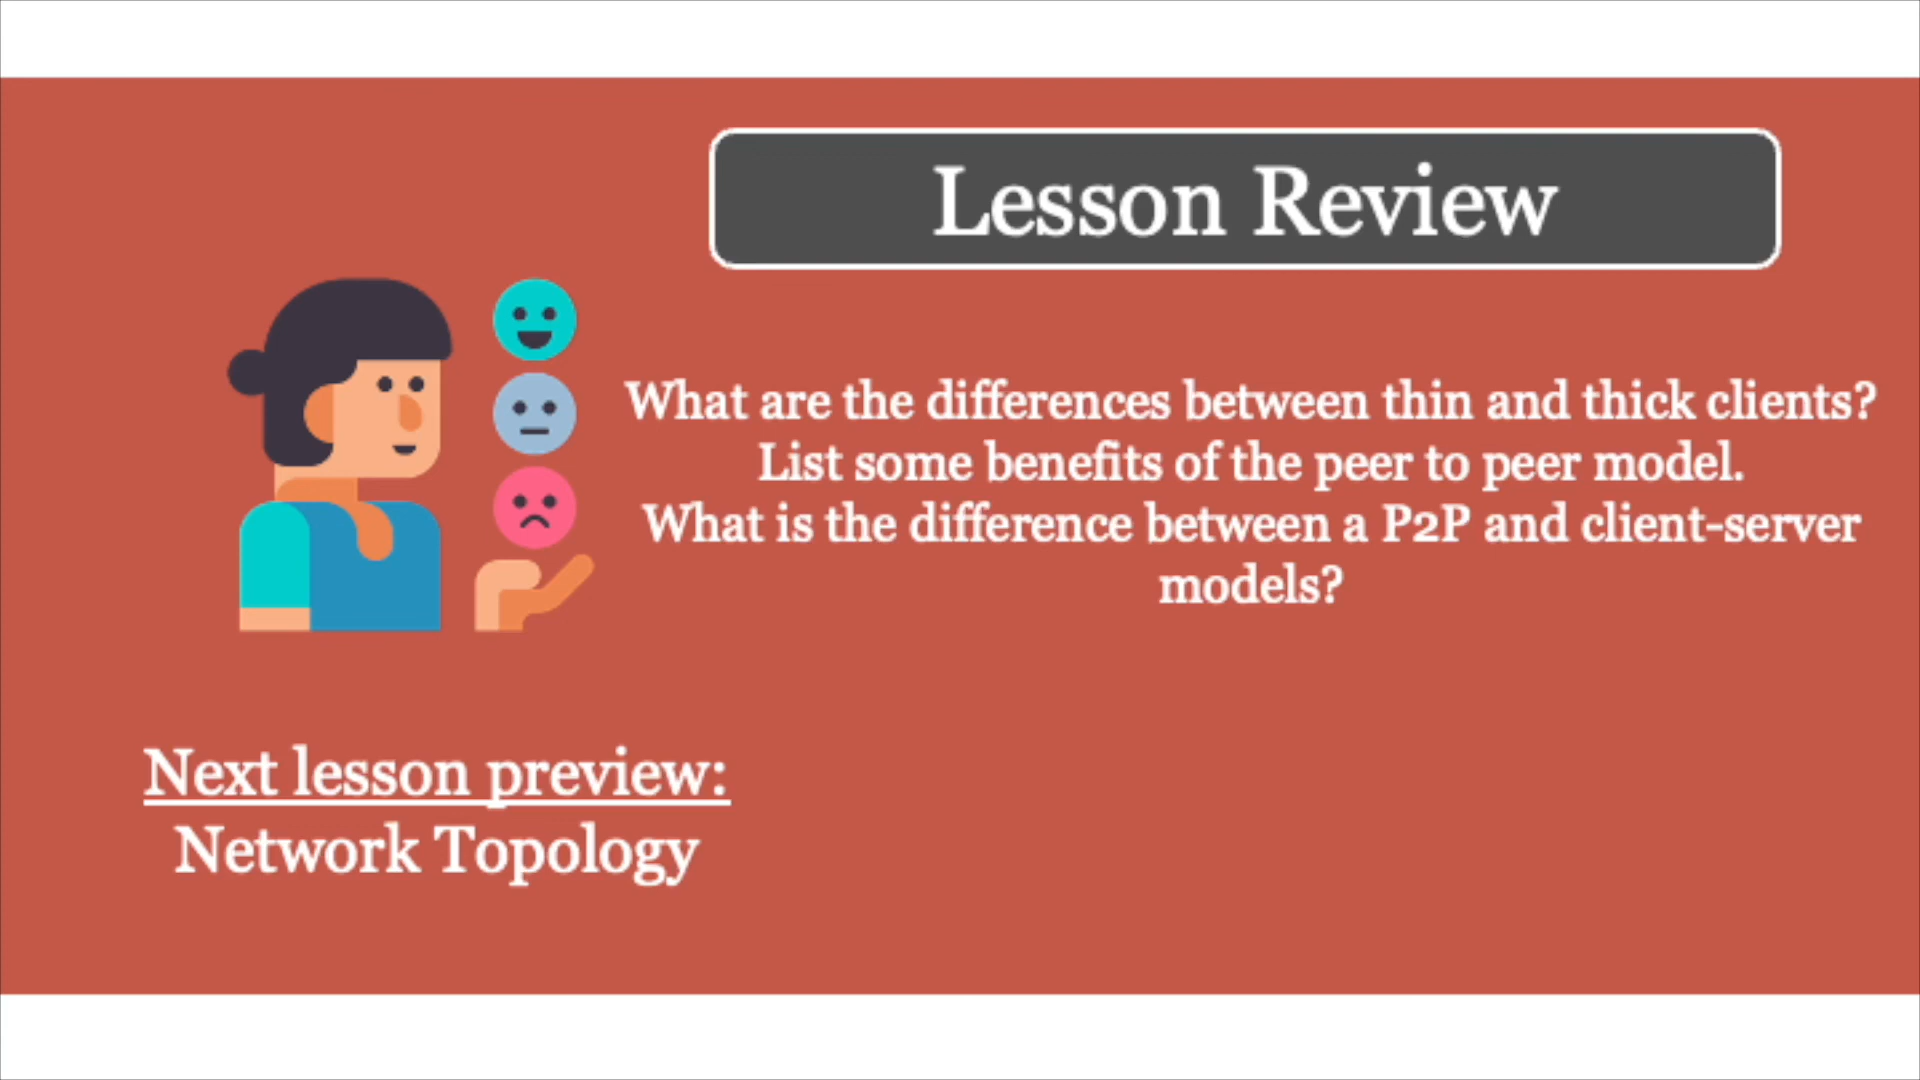 Lesson Review
What are the differences between thin and thick clients?
List some benefits of the peer to peer model.
What is the difference between a P2P and client-server
models?
Next lesson preview:
Network Topology